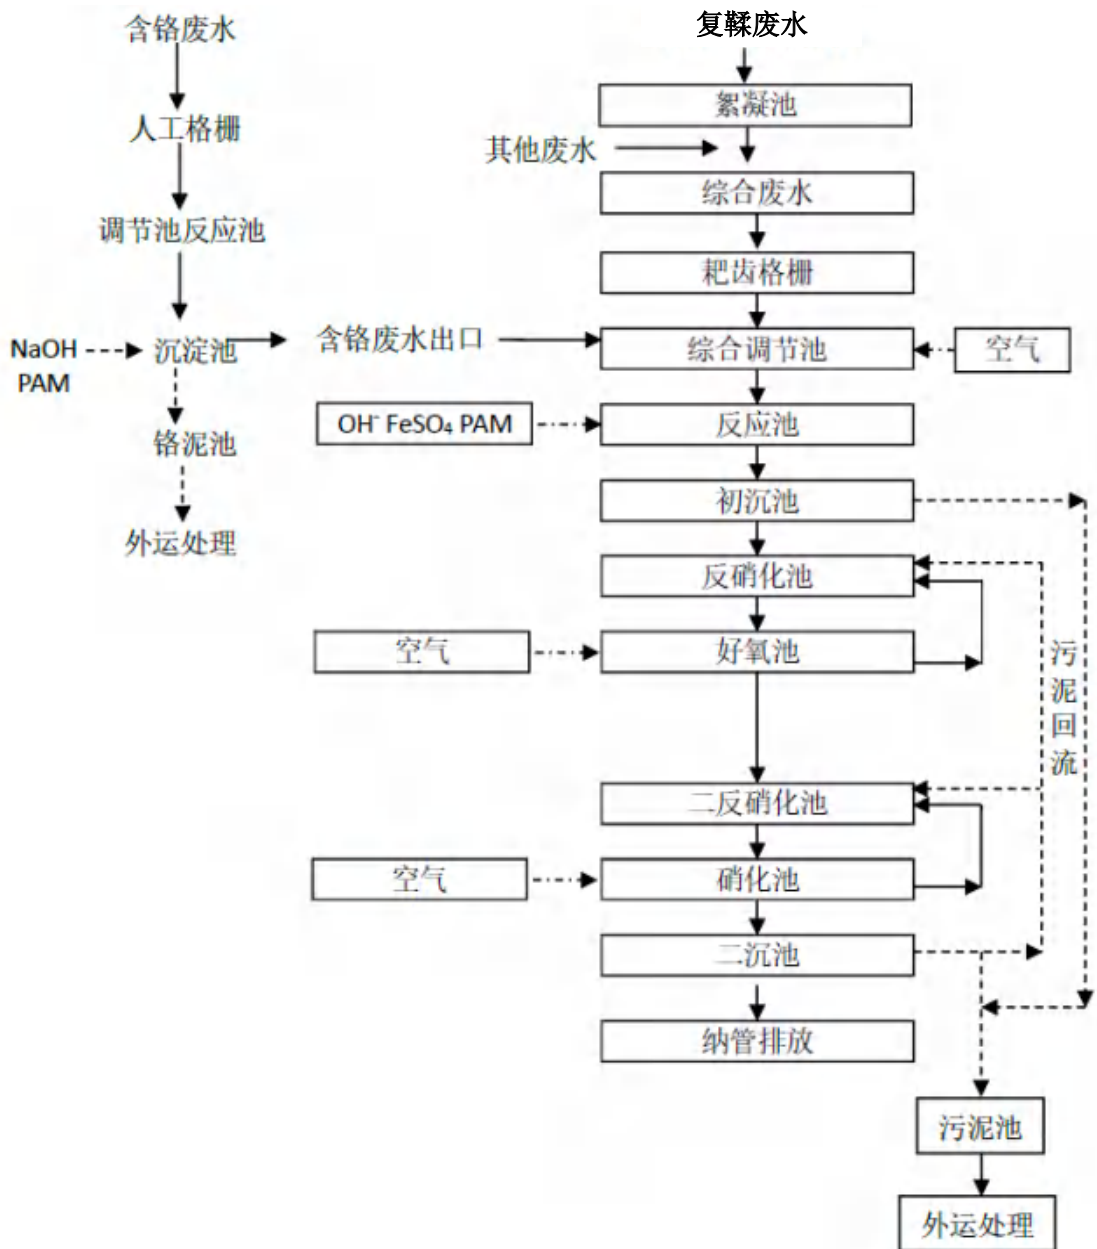 含铬废水
人工格栅
调节池反应池
NaOH
PAM
沉淀池
铬泥池
外运处理
含铬废水出口
复鞣废水
絮凝池
其他废水
综合废水
耙齿格栅
综合调节池
空气
OH⁻ FeSO₄ PAM
反应池
初沉池
反硝化池
空气
好氧池
二反硝化池
空气
硝化池
二沉池
纳管排放
污泥回流
污泥池
外运处理